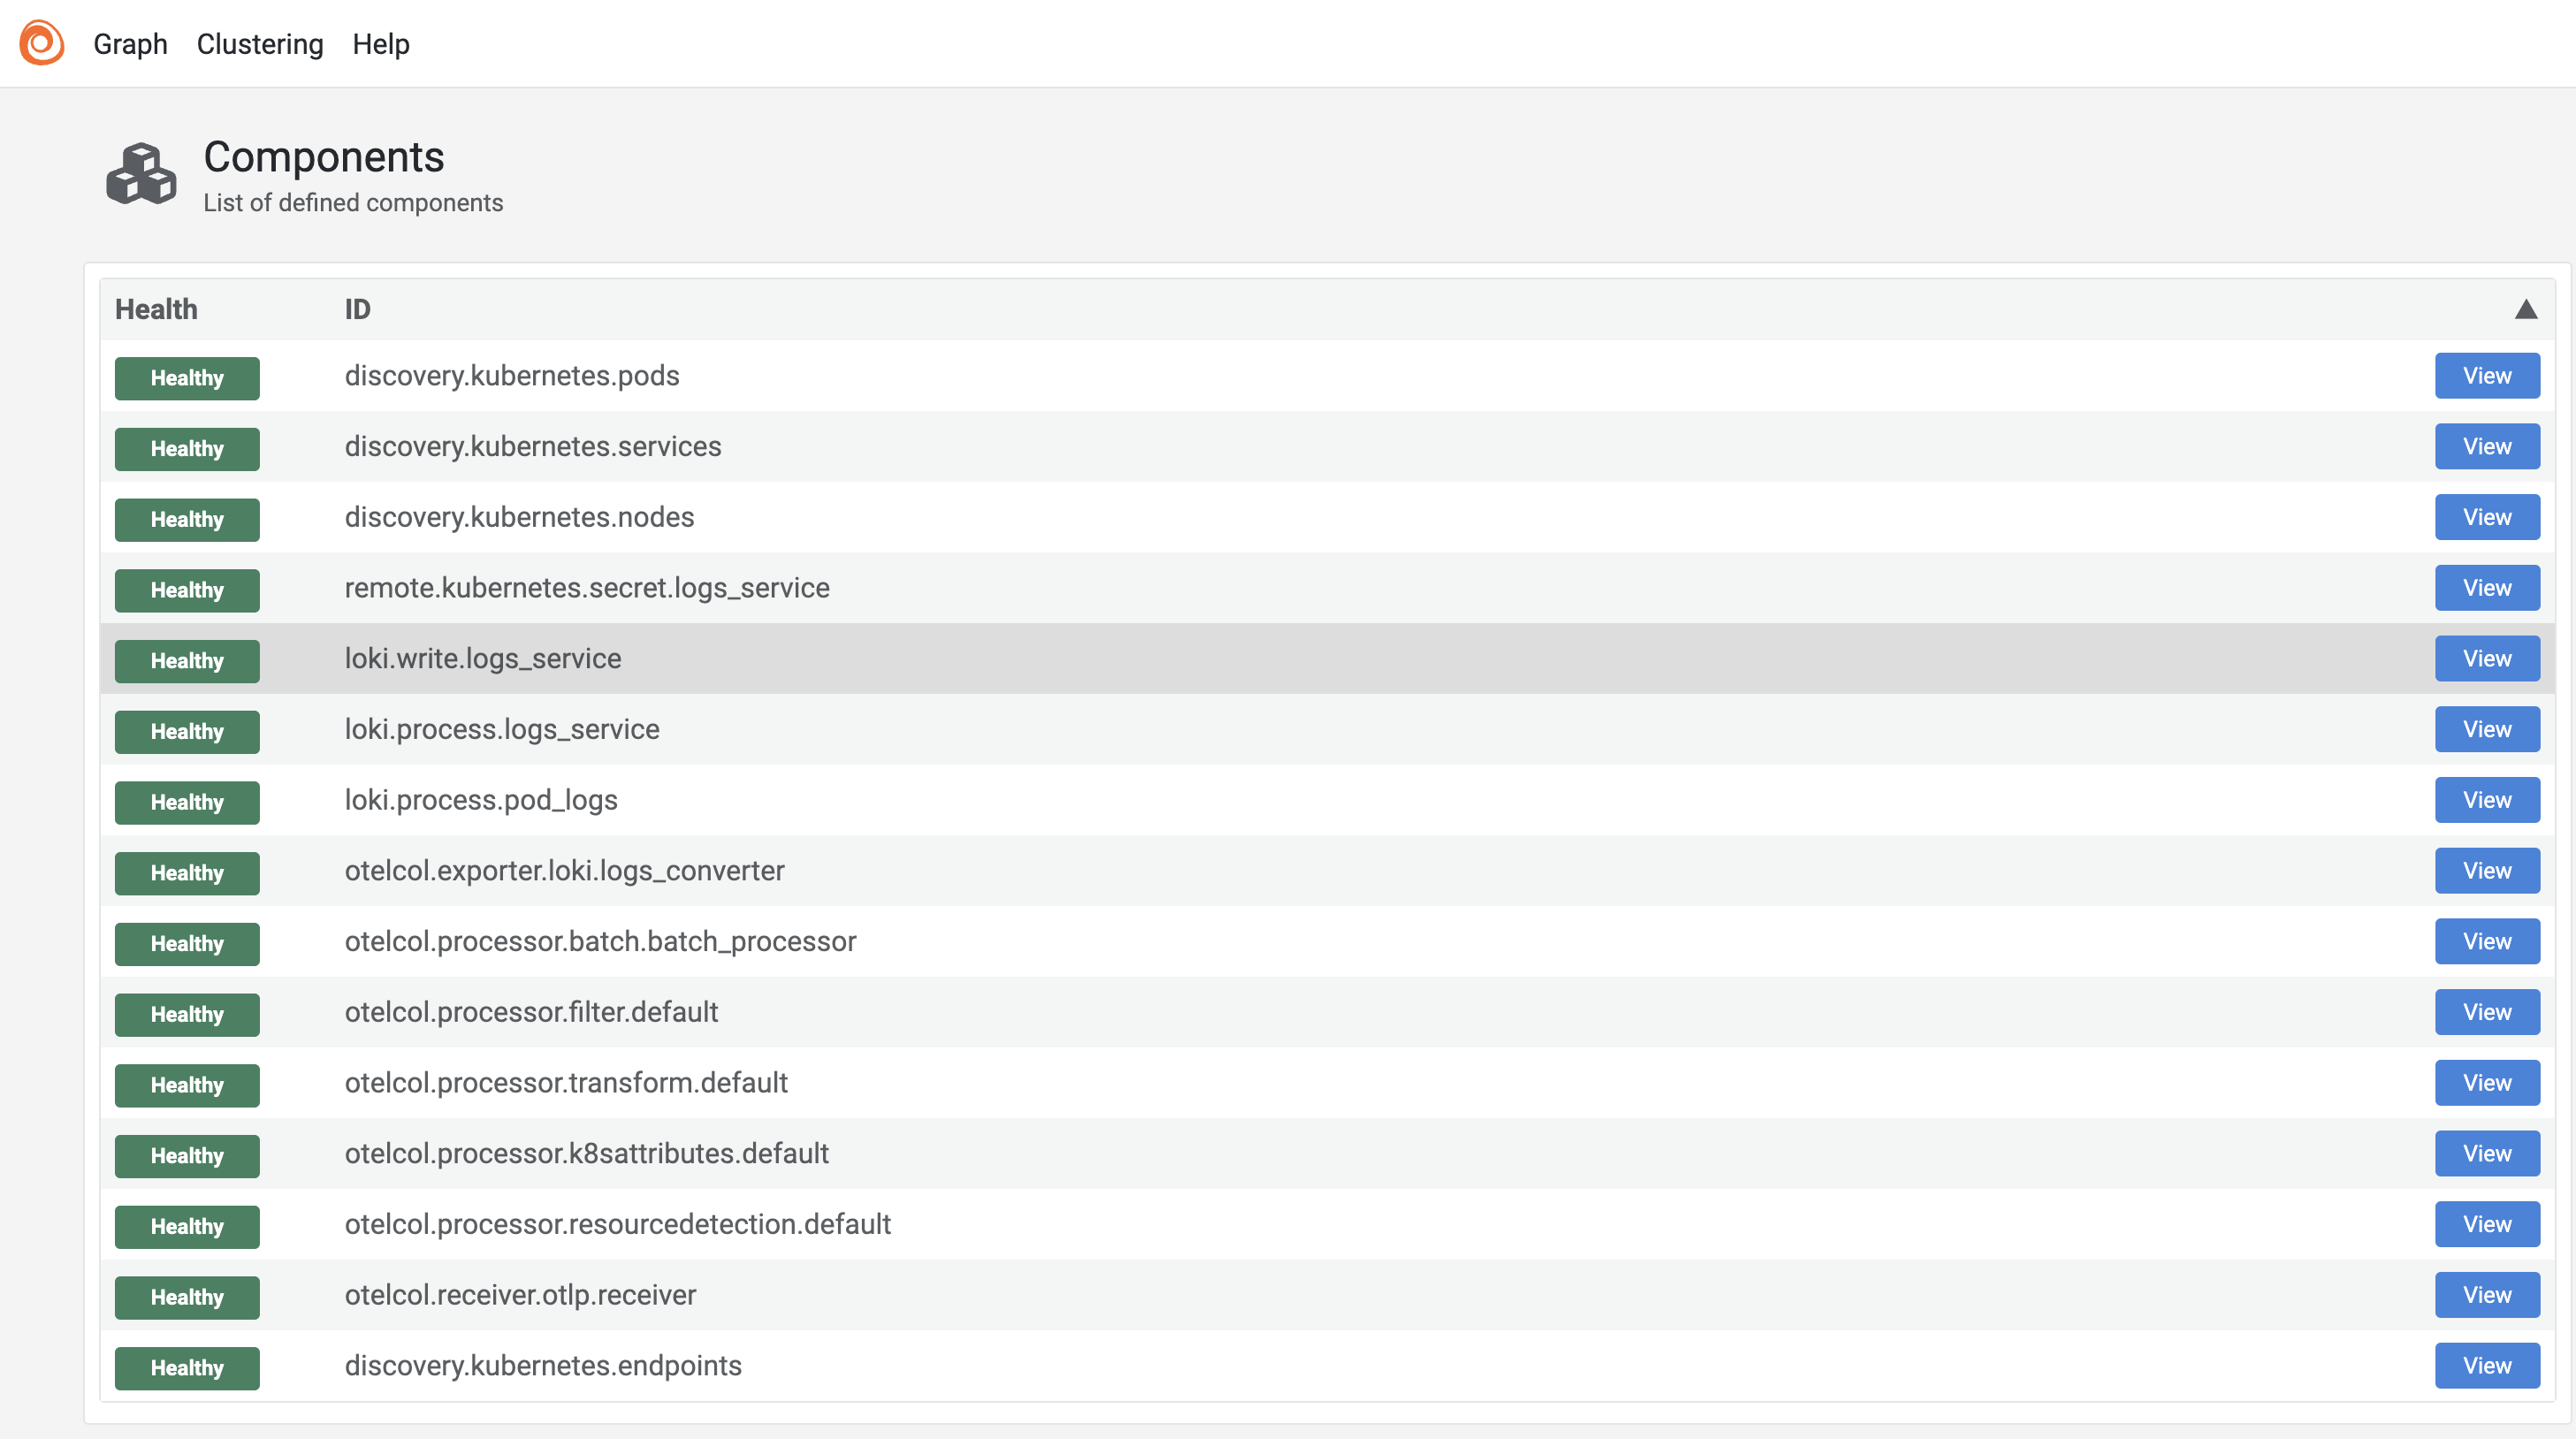 Graph Clustering Help
Components
List of defined components
Health ID ▲
Healthy discovery.kubernetes.pods View
Healthy discovery.kubernetes.services View
Healthy discovery.kubernetes.nodes View
Healthy remote.kubernetes.secret.logs_service View
Healthy loki.write.logs_service View
Healthy loki.process.logs_service View
Healthy loki.process.pod_logs View
Healthy otelcol.exporter.loki.logs_converter View
Healthy otelcol.processor.batch.batch_processor View
Healthy otelcol.processor.filter.default View
Healthy otelcol.processor.transform.default View
Healthy otelcol.processor.k8sattributes.default View
Healthy otelcol.processor.resourcedetection.default View
Healthy otelcol.receiver.otlp.receiver View
Healthy discovery.kubernetes.endpoints View